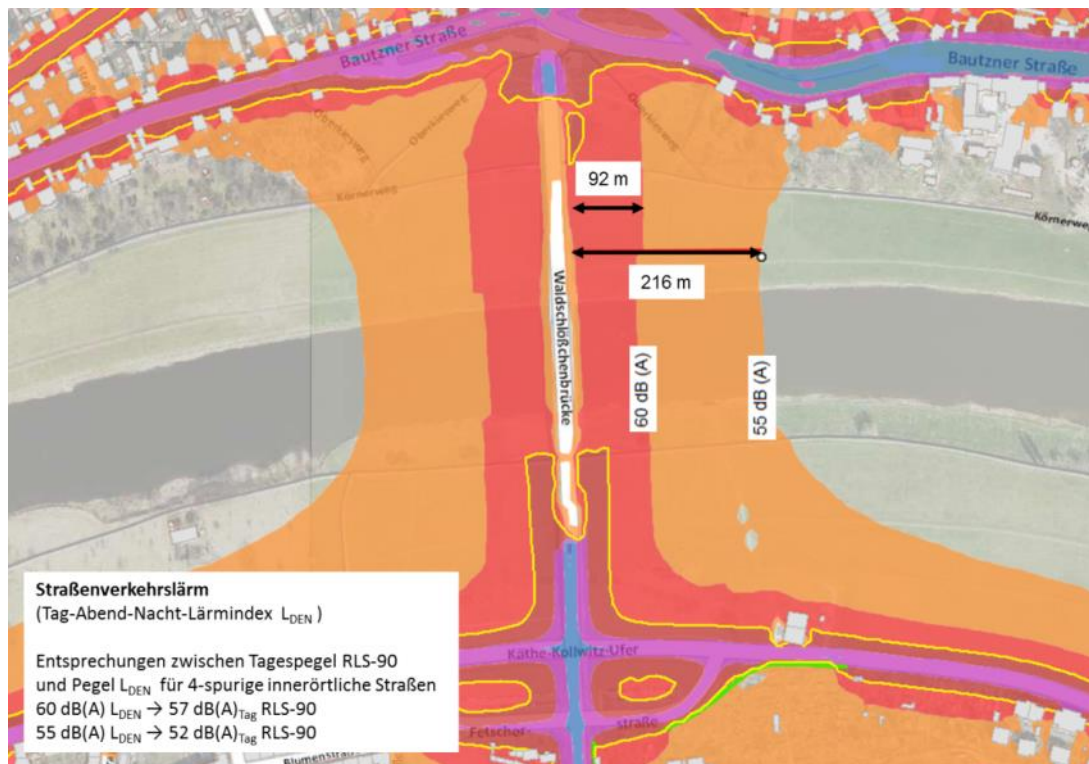 Bautzner Straße
Bautzner Straße
Körnerweg
Körnerweg
92 m
216 m
Waldschlößchenbrücke
60 dB (A)
55 dB (A)
Straßenverkehrslärm
(Tag-Abend-Nacht-Lärmindex LDEN )
Entsprechungen zwischen Tagespegel RLS-90
und Pegel LDEN für 4-spurige innerörtliche Straßen
60 dB(A) LDEN → 57 dB(A)Tag RLS-90
55 dB(A) LDEN → 52 dB(A)Tag RLS-90
Käthe-Kollwitz-Ufer
Fetscher-
straße